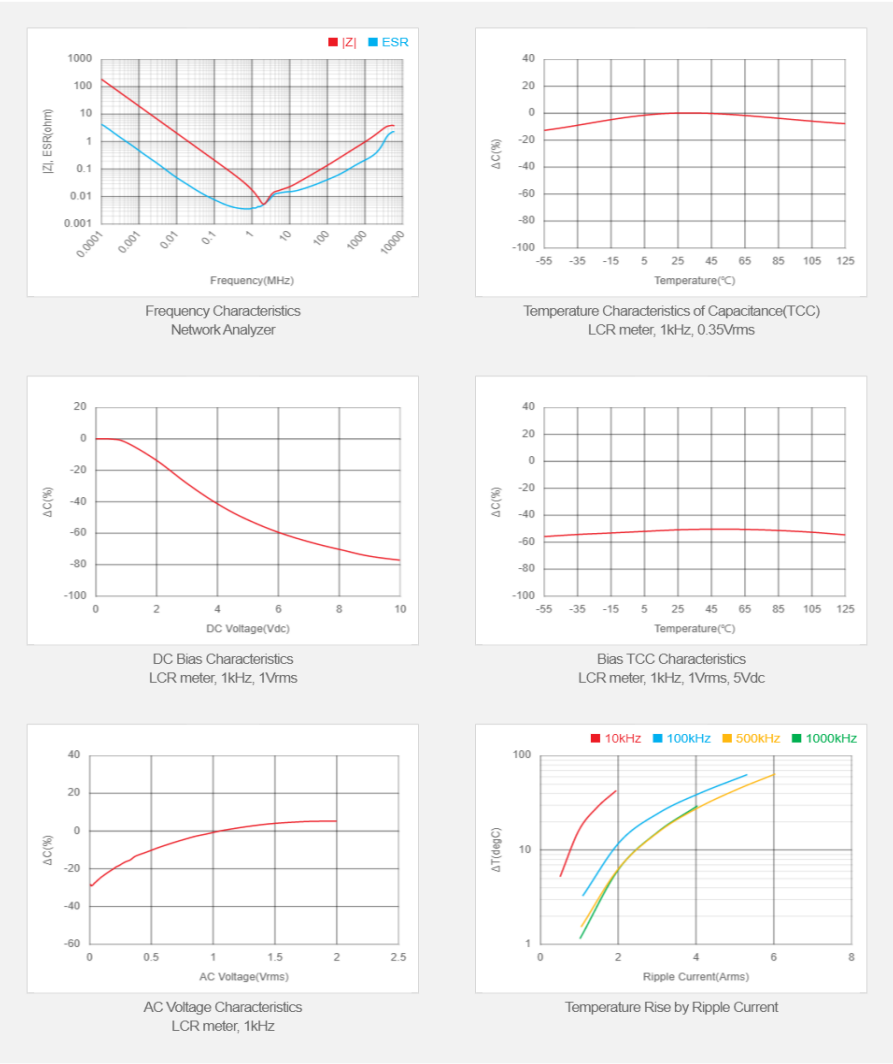 |Z| ESR
1000
100
10
1
0.1
0.01
0.001
|Z|, ESR(ohm)
0.0001 0.001 0.01 0.1 1 10 100 1000 10000
Frequency(MHz)
Frequency Characteristics
Network Analyzer
40
20
0
-20
-40
-60
-80
-100
ΔC(%)
-55 -35 -15 5 25 45 65 85 105 125
Temperature(℃)
Temperature Characteristics of Capacitance(TCC)
LCR meter, 1kHz, 0.35Vrms
20
0
-20
-40
-60
-80
-100
ΔC(%)
0 2 4 6 8 10
DC Voltage(Vdc)
DC Bias Characteristics
LCR meter, 1kHz, 1Vrms
40
20
0
-20
-40
-60
-80
-100
ΔC(%)
-55 -35 -15 5 25 45 65 85 105 125
Temperature(℃)
Bias TCC Characteristics
LCR meter, 1kHz, 1Vrms, 5Vdc
40
20
0
-20
-40
-60
ΔC(%)
0 0.5 1 1.5 2 2.5
AC Voltage(Vrms)
AC Voltage Characteristics
LCR meter, 1kHz
10kHz 100kHz 500kHz 1000kHz
100
10
1
ΔT(degC)
0 2 4 6 8
Ripple Current(Arms)
Temperature Rise by Ripple Current